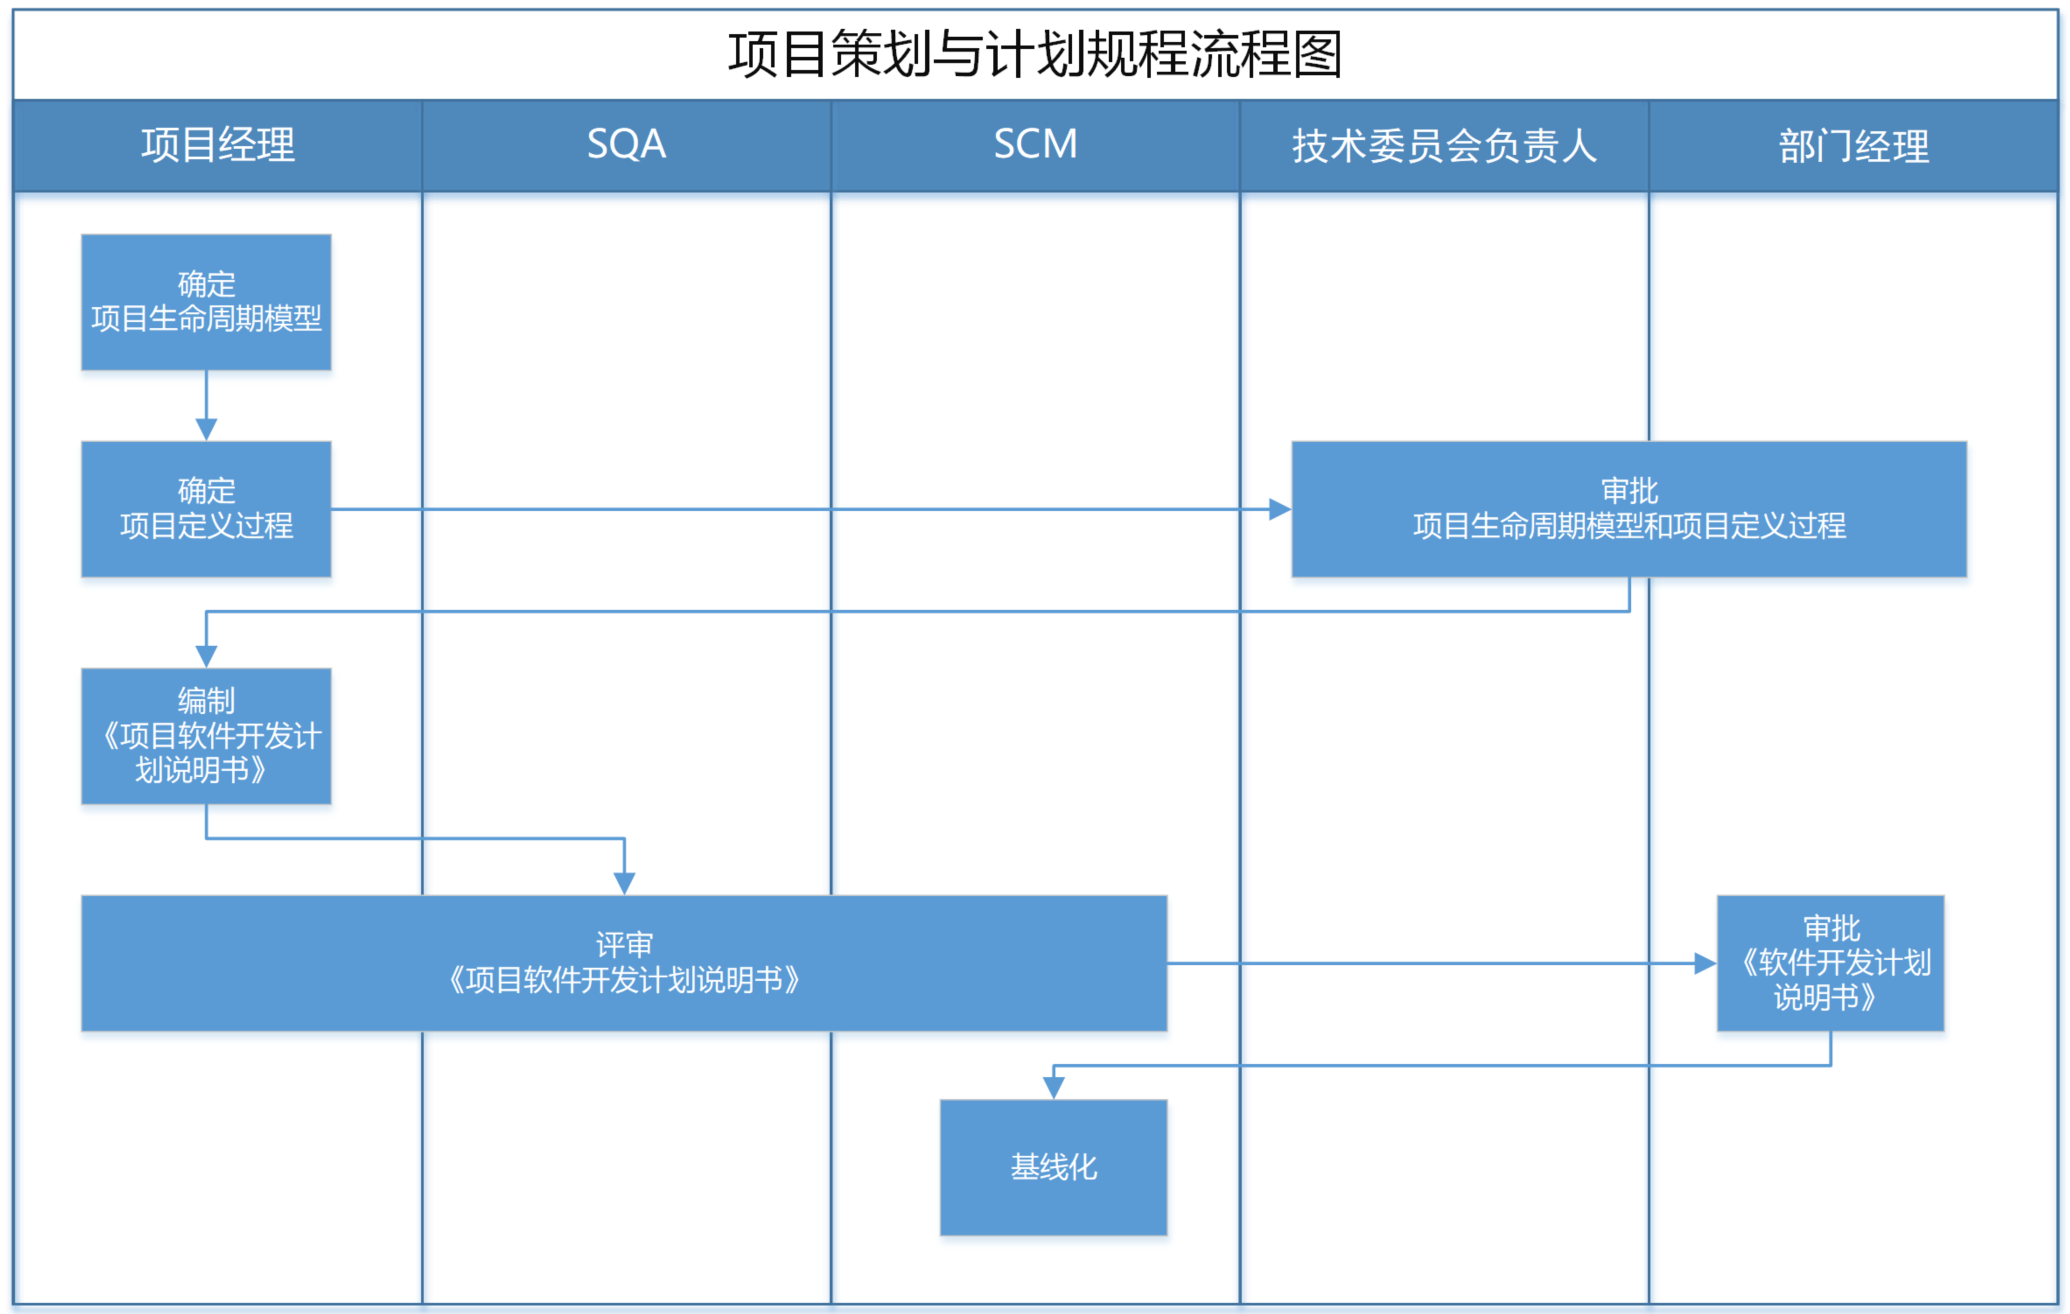 项目策划与计划规程流程图
项目经理
SQA
SCM
技术委员会负责人
部门经理
确定
项目生命周期模型
确定
项目定义过程
审批
项目生命周期模型和项目定义过程
编制
《项目软件开发计
划说明书》
评审
《项目软件开发计划说明书》
审批
《软件开发计划
说明书》
基线化